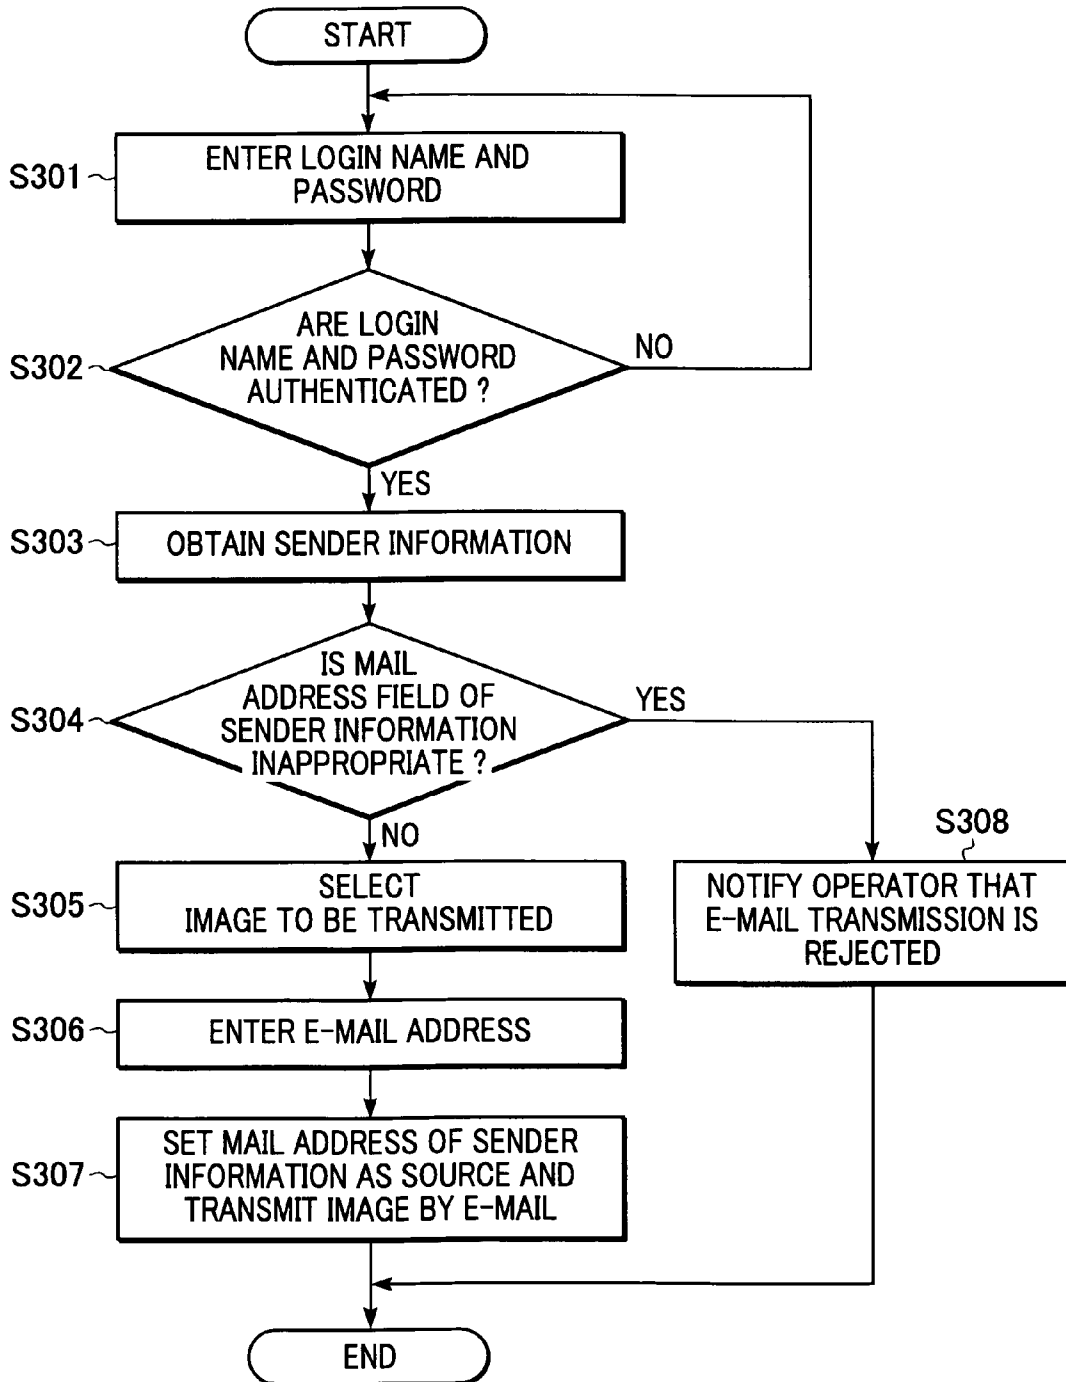 START
S301
ENTER LOGIN NAME AND
PASSWORD
S302
ARE LOGIN
NAME AND PASSWORD
AUTHENTICATED ?
NO
YES
S303
OBTAIN SENDER INFORMATION
S304
IS MAIL
ADDRESS FIELD OF
SENDER INFORMATION
INAPPROPRIATE ?
YES
NO
S305
SELECT
IMAGE TO BE TRANSMITTED
S308
NOTIFY OPERATOR THAT
E-MAIL TRANSMISSION IS
REJECTED
S306
ENTER E-MAIL ADDRESS
S307
SET MAIL ADDRESS OF SENDER
INFORMATION AS SOURCE AND
TRANSMIT IMAGE BY E-MAIL
END